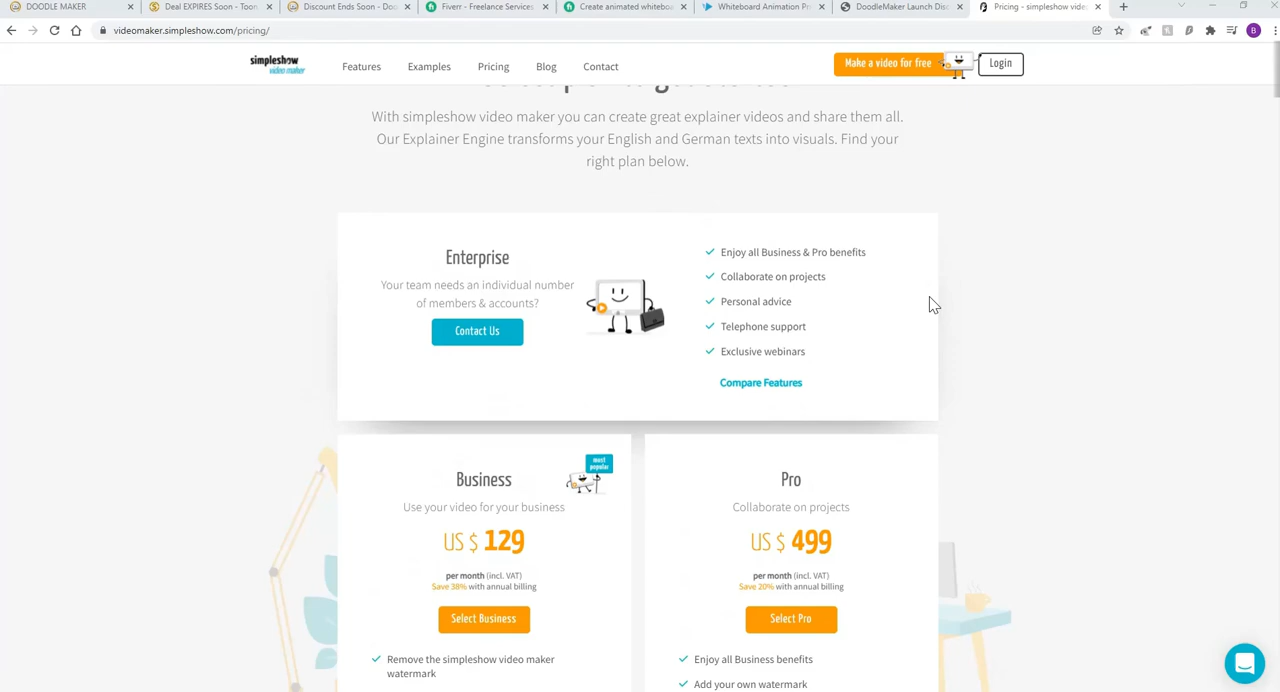 DOODLE MAKER
Deal EXPIRES Soon - Toon
Discount Ends Soon - Doo
Fiverr - Freelance Services
Create animated whiteboa
Whiteboard Animation Pr
DoodleMaker Launch Disc
Pricing - simpleshow vide
videomaker.simpleshow.com/pricing/
B
simpleshow
video maker
Features
Examples
Pricing
Blog
Contact
Make a video for free
Login
With simpleshow video maker you can create great explainer videos and share them all.
Our Explainer Engine transforms your English and German texts into visuals. Find your
right plan below.
Enterprise
Your team needs an individual number
of members & accounts?
Contact Us
Enjoy all Business & Pro benefits
Collaborate on projects
Personal advice
Telephone support
Exclusive webinars
Compare Features
most
popular
Business
Use your video for your business
US $ 129
per month (incl. VAT)
Save 38% with annual billing
Select Business
Remove the simpleshow video maker
watermark
Pro
Collaborate on projects
US $ 499
per month (incl. VAT)
Save 20% with annual billing
Select Pro
Enjoy all Business benefits
Add your own watermark